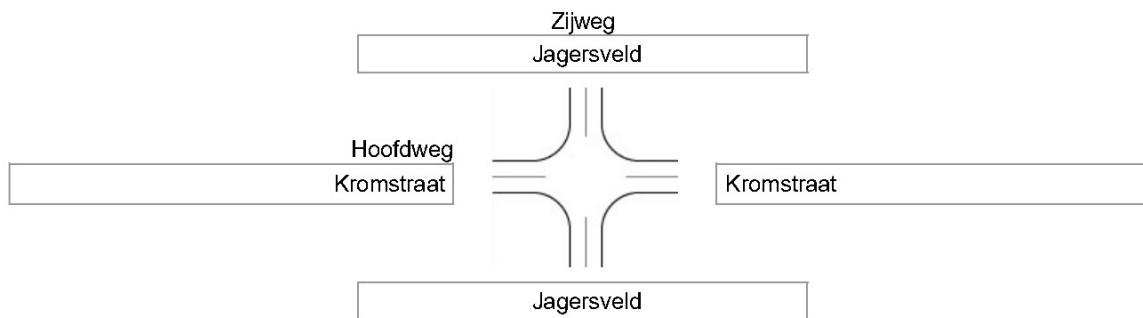 Zijweg
Jagersveld
Hoofdweg
Kromstraat
Kromstraat
Jagersveld